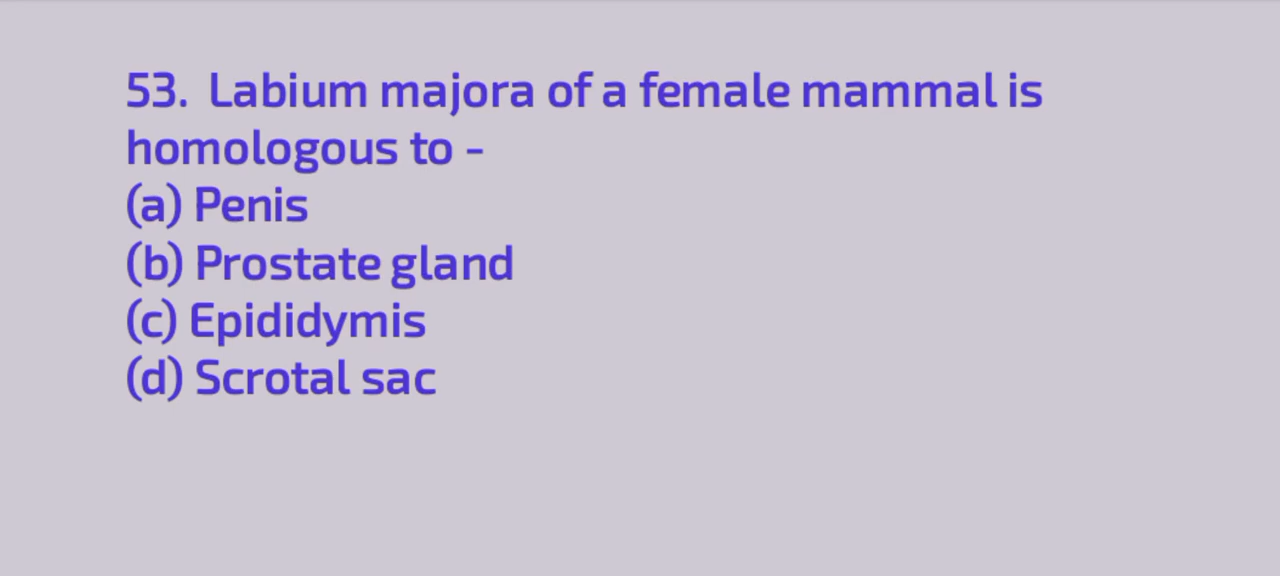 53. Labium majora of a female mammal is
homologous to -
(a) Penis
(b) Prostate gland
(c) Epididymis
(d) Scrotal sac